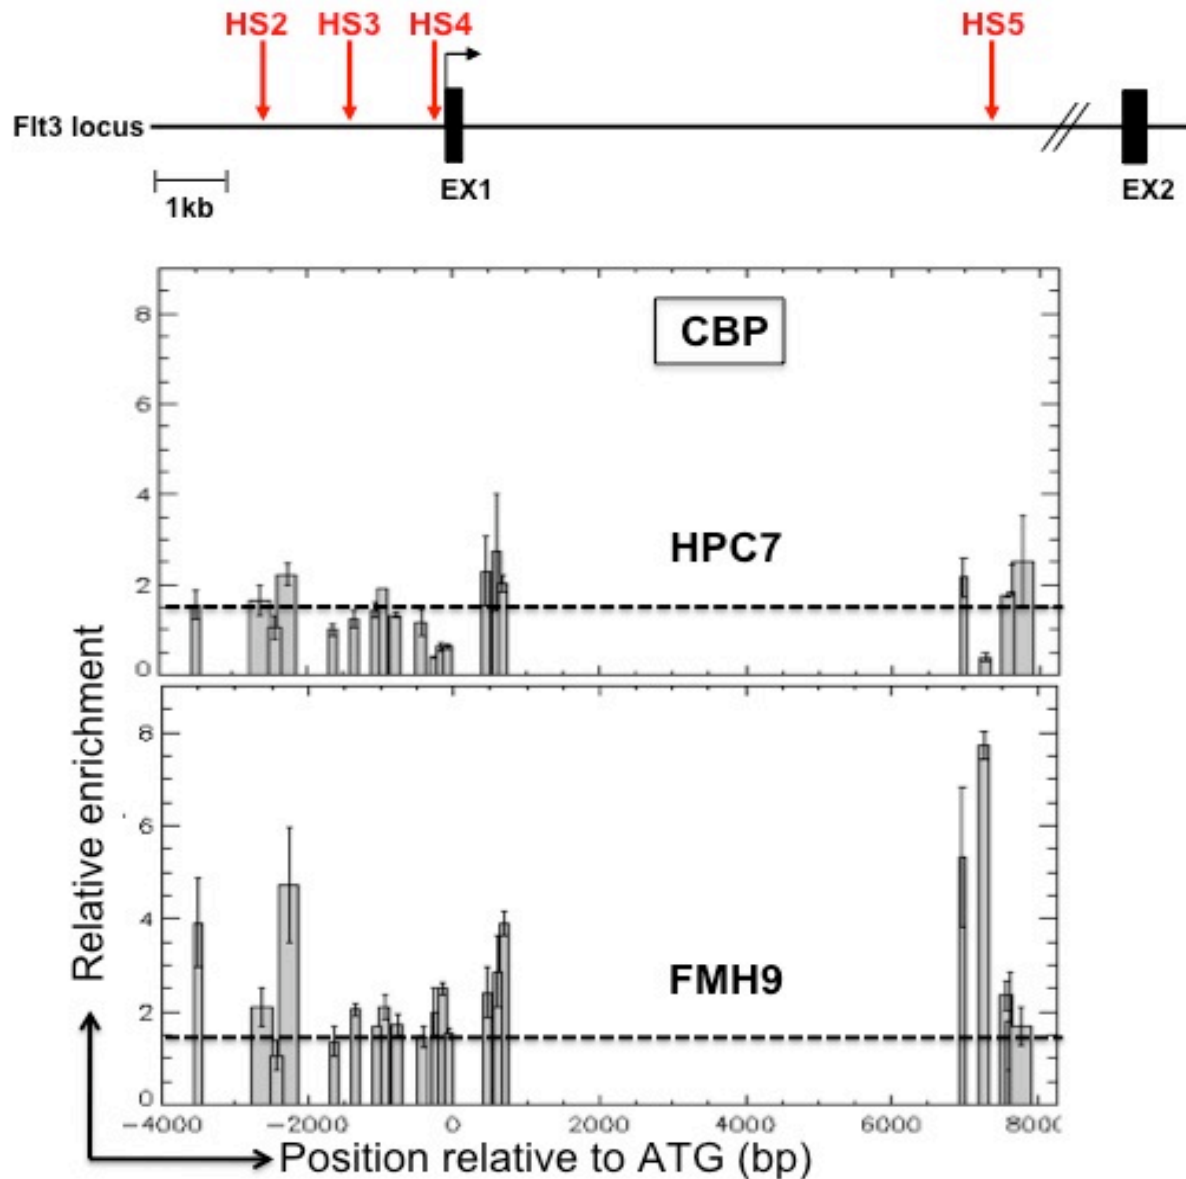 HS2 HS3 HS4 HS5
Flt3 locus
EX1 EX2
1kb
CBP
HPC7
8
6
4
2
0
FMH9
8
6
4
2
0
Relative enrichment
-4000 -2000 0 2000 4000 6000 8000
Position relative to ATG (bp)